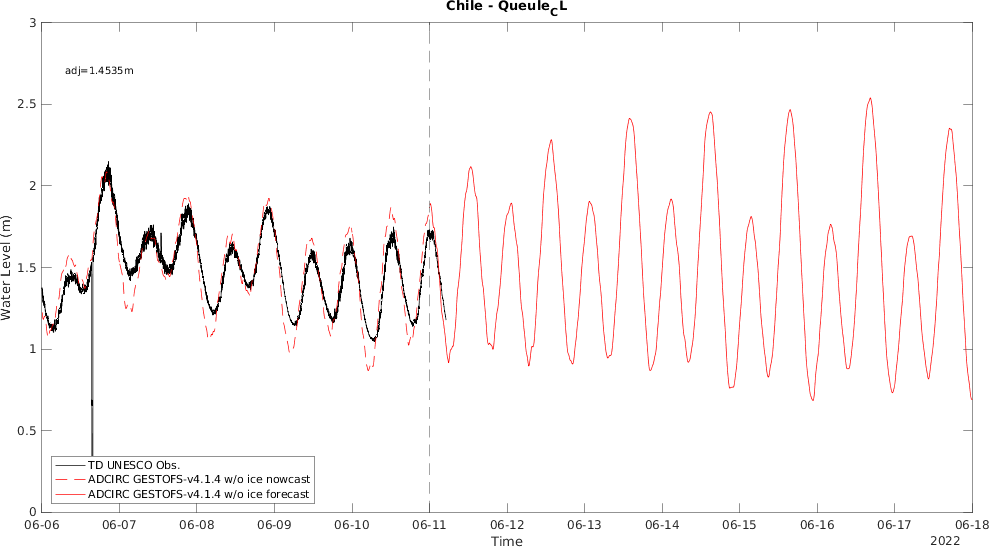 Chile - Queule_CL
adj=1.4535m
Water Level (m)
3
2.5
2
1.5
1
0.5
0
TD UNESCO Obs.
ADCIRC GESTOFS-v4.1.4 w/o ice nowcast
ADCIRC GESTOFS-v4.1.4 w/o ice forecast
06-06 06-07 06-08 06-09 06-10 06-11 06-12 06-13 06-14 06-15 06-16 06-17 06-18
Time
2022